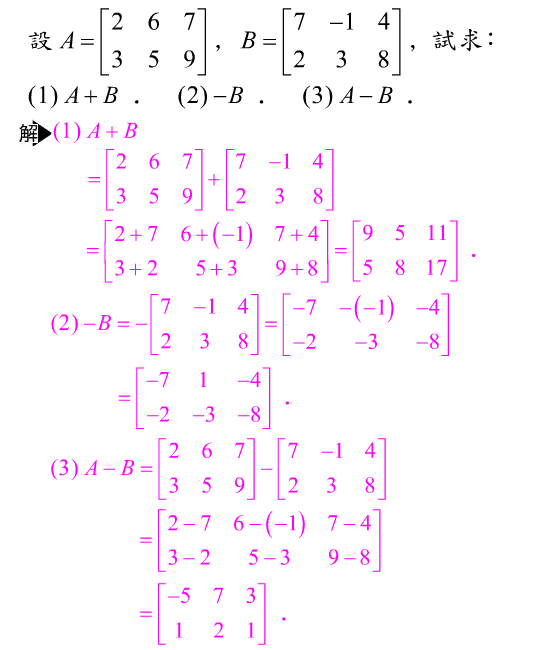 設 A = [2 6 7; 3 5 9] ， B = [7 −1 4; 2 3 8] ，試求：
(1) A + B ． (2) −B ． (3) A − B ．
解▶(1) A + B
= [2 6 7; 3 5 9] + [7 −1 4; 2 3 8]
= [2+7 6+(−1) 7+4; 3+2 5+3 9+8] = [9 5 11; 5 8 17] ．
(2) −B = −[7 −1 4; 2 3 8] = [−7 −(−1) −4; −2 −3 −8]
= [−7 1 −4; −2 −3 −8] ．
(3) A − B = [2 6 7; 3 5 9] − [7 −1 4; 2 3 8]
= [2−7 6−(−1) 7−4; 3−2 5−3 9−8]
= [−5 7 3; 1 2 1] ．